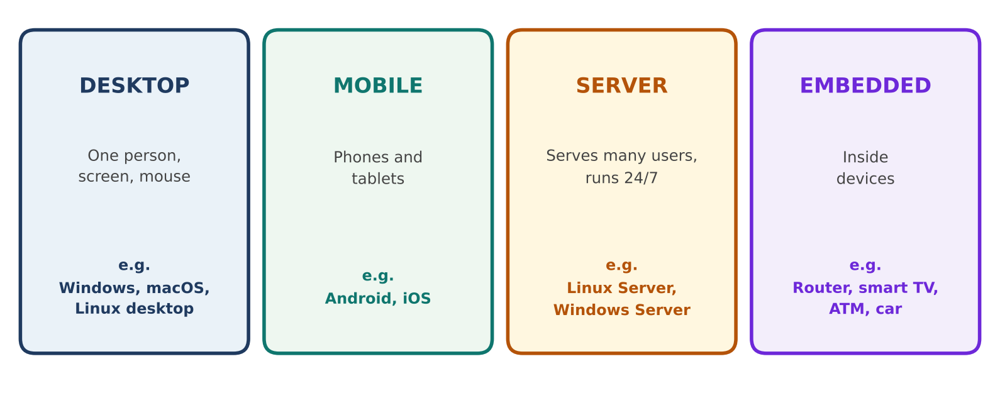 DESKTOP
One person,
screen, mouse
e.g.
Windows, macOS,
Linux desktop
MOBILE
Phones and
tablets
e.g.
Android, iOS
SERVER
Serves many users,
runs 24/7
e.g.
Linux Server,
Windows Server
EMBEDDED
Inside
devices
e.g.
Router, smart TV,
ATM, car